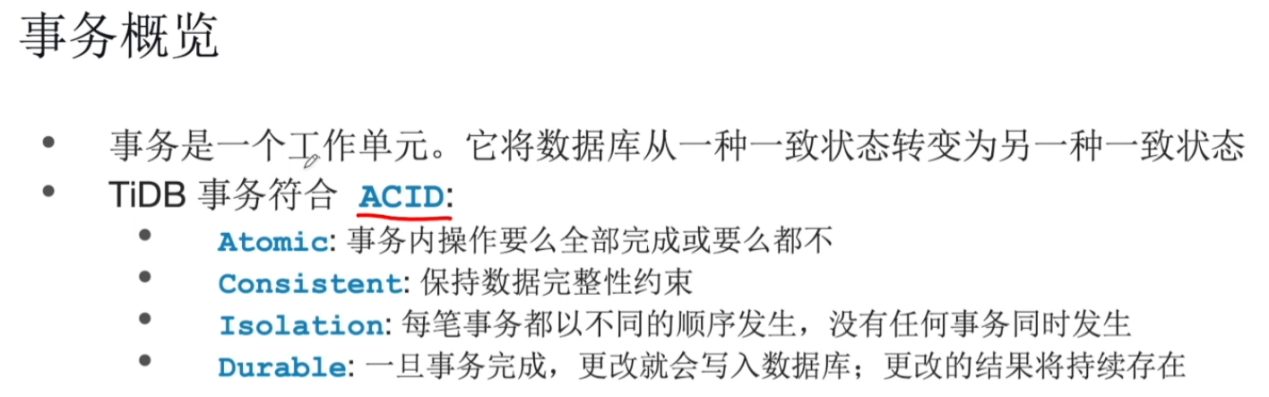 事务概览
• 事务是一个工作单元。它将数据库从一种一致状态转变为另一种一致状态
• TiDB 事务符合 ACID:
• Atomic: 事务内操作要么全部完成或要么都不
• Consistent: 保持数据完整性约束
• Isolation: 每笔事务都以不同的顺序发生，没有任何事务同时发生
• Durable: 一旦事务完成，更改就会写入数据库；更改的结果将持续存在